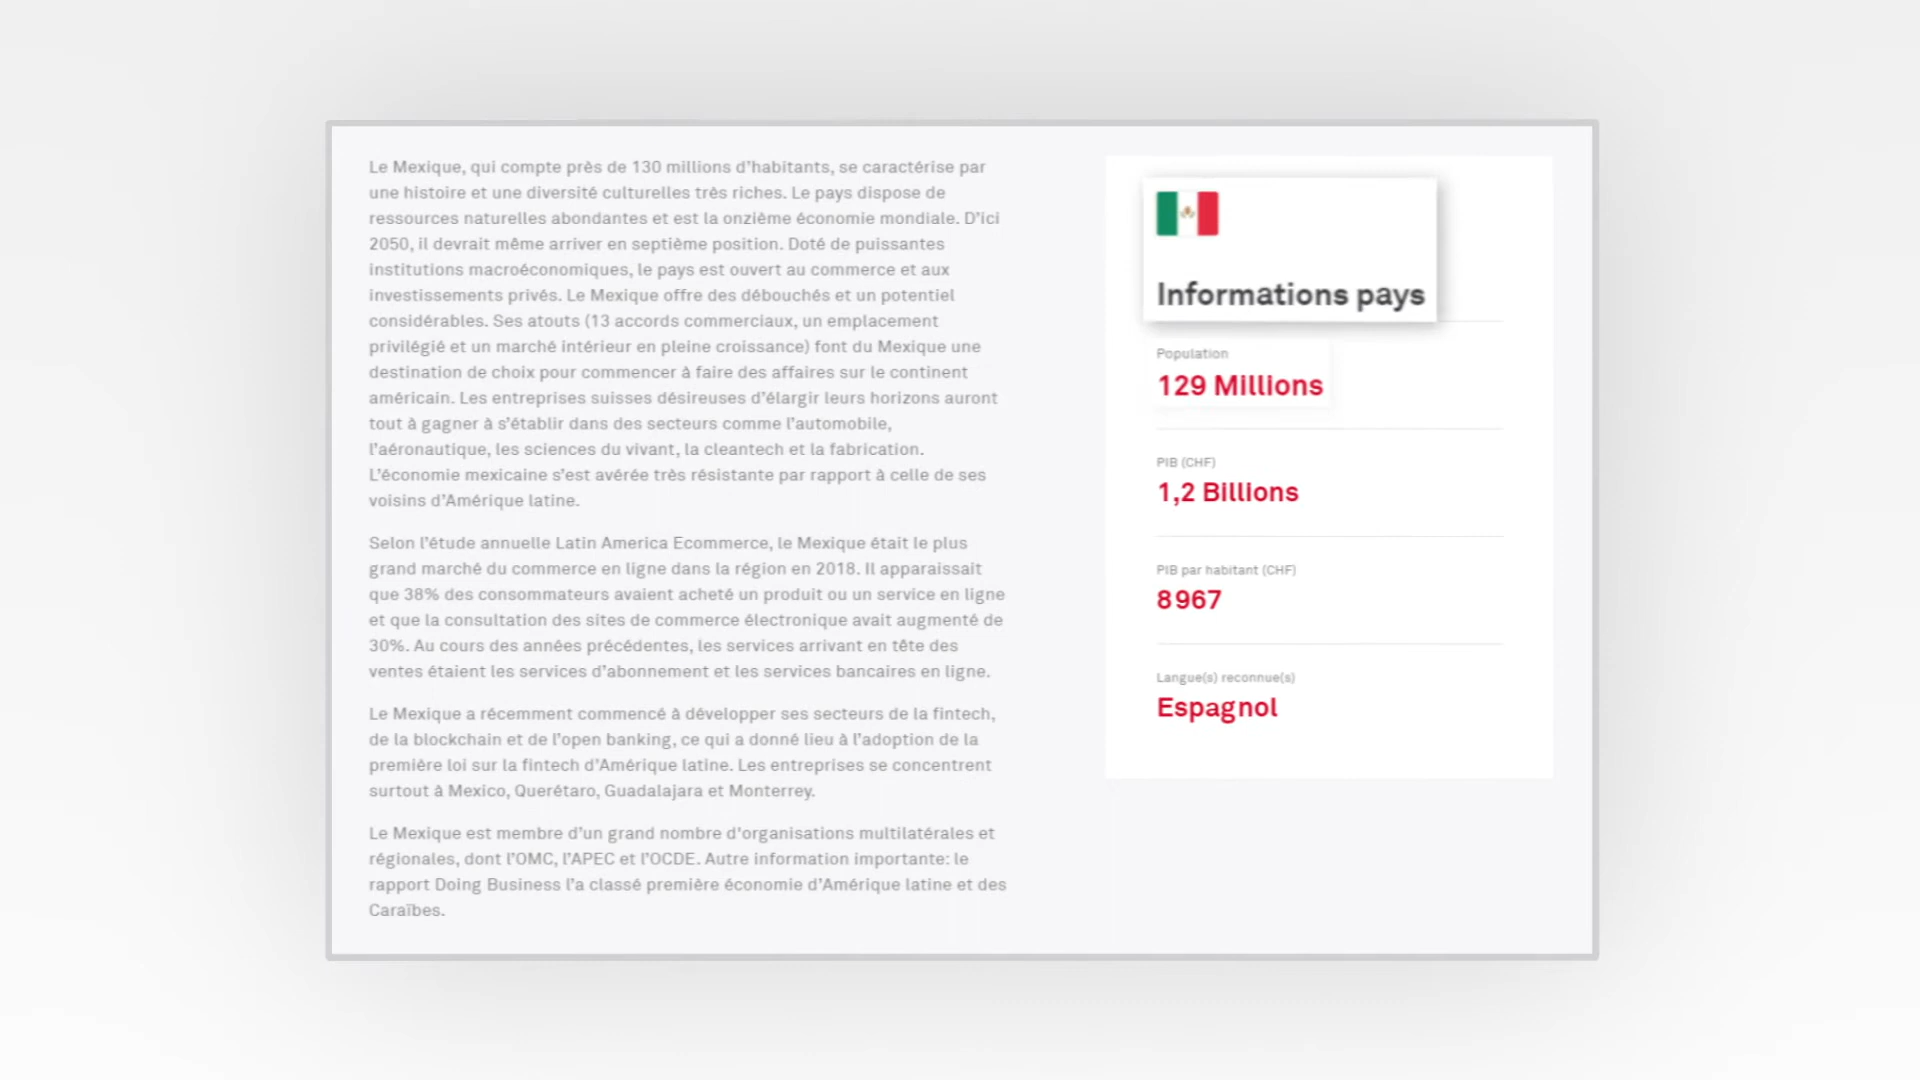 Le Mexique, qui compte près de 130 millions d’habitants, se caractérise par
une histoire et une diversité culturelles très riches. Le pays dispose de
ressources naturelles abondantes et est la onzième économie mondiale. D’ici
2050, il devrait même arriver en septième position. Doté de puissantes
institutions macroéconomiques, le pays est ouvert au commerce et aux
investissements privés. Le Mexique offre des débouchés et un potentiel
considérables. Ses atouts (13 accords commerciaux, un emplacement
privilégié et un marché intérieur en pleine croissance) font du Mexique une
destination de choix pour commencer à faire des affaires sur le continent
américain. Les entreprises suisses désireuses d’élargir leurs horizons auront
tout à gagner à s’établir dans des secteurs comme l’automobile,
l’aéronautique, les sciences du vivant, la cleantech et la fabrication.
L’économie mexicaine s’est avérée très résistante par rapport à celle de ses
voisins d’Amérique latine.
Selon l’étude annuelle Latin America Ecommerce, le Mexique était le plus
grand marché du commerce en ligne dans la région en 2018. Il apparaissait
que 38% des consommateurs avaient acheté un produit ou un service en ligne
et que la consultation des sites de commerce électronique avait augmenté de
30%. Au cours des années précédentes, les services arrivant en tête des
ventes étaient les services d’abonnement et les services bancaires en ligne.
Le Mexique a récemment commencé à développer ses secteurs de la fintech,
de la blockchain et de l’open banking, ce qui a donné lieu à l’adoption de la
première loi sur la fintech d’Amérique latine. Les entreprises se concentrent
surtout à Mexico, Querétaro, Guadalajara et Monterrey.
Le Mexique est membre d’un grand nombre d’organisations multilatérales et
régionales, dont l’OMC, l’APEC et l’OCDE. Autre information importante: le
rapport Doing Business l’a classé première économie d’Amérique latine et des
Caraïbes.
Informations pays
Population
129 Millions
PIB (CHF)
1,2 Billions
PIB par habitant (CHF)
8 967
Langue(s) reconnue(s)
Espagnol